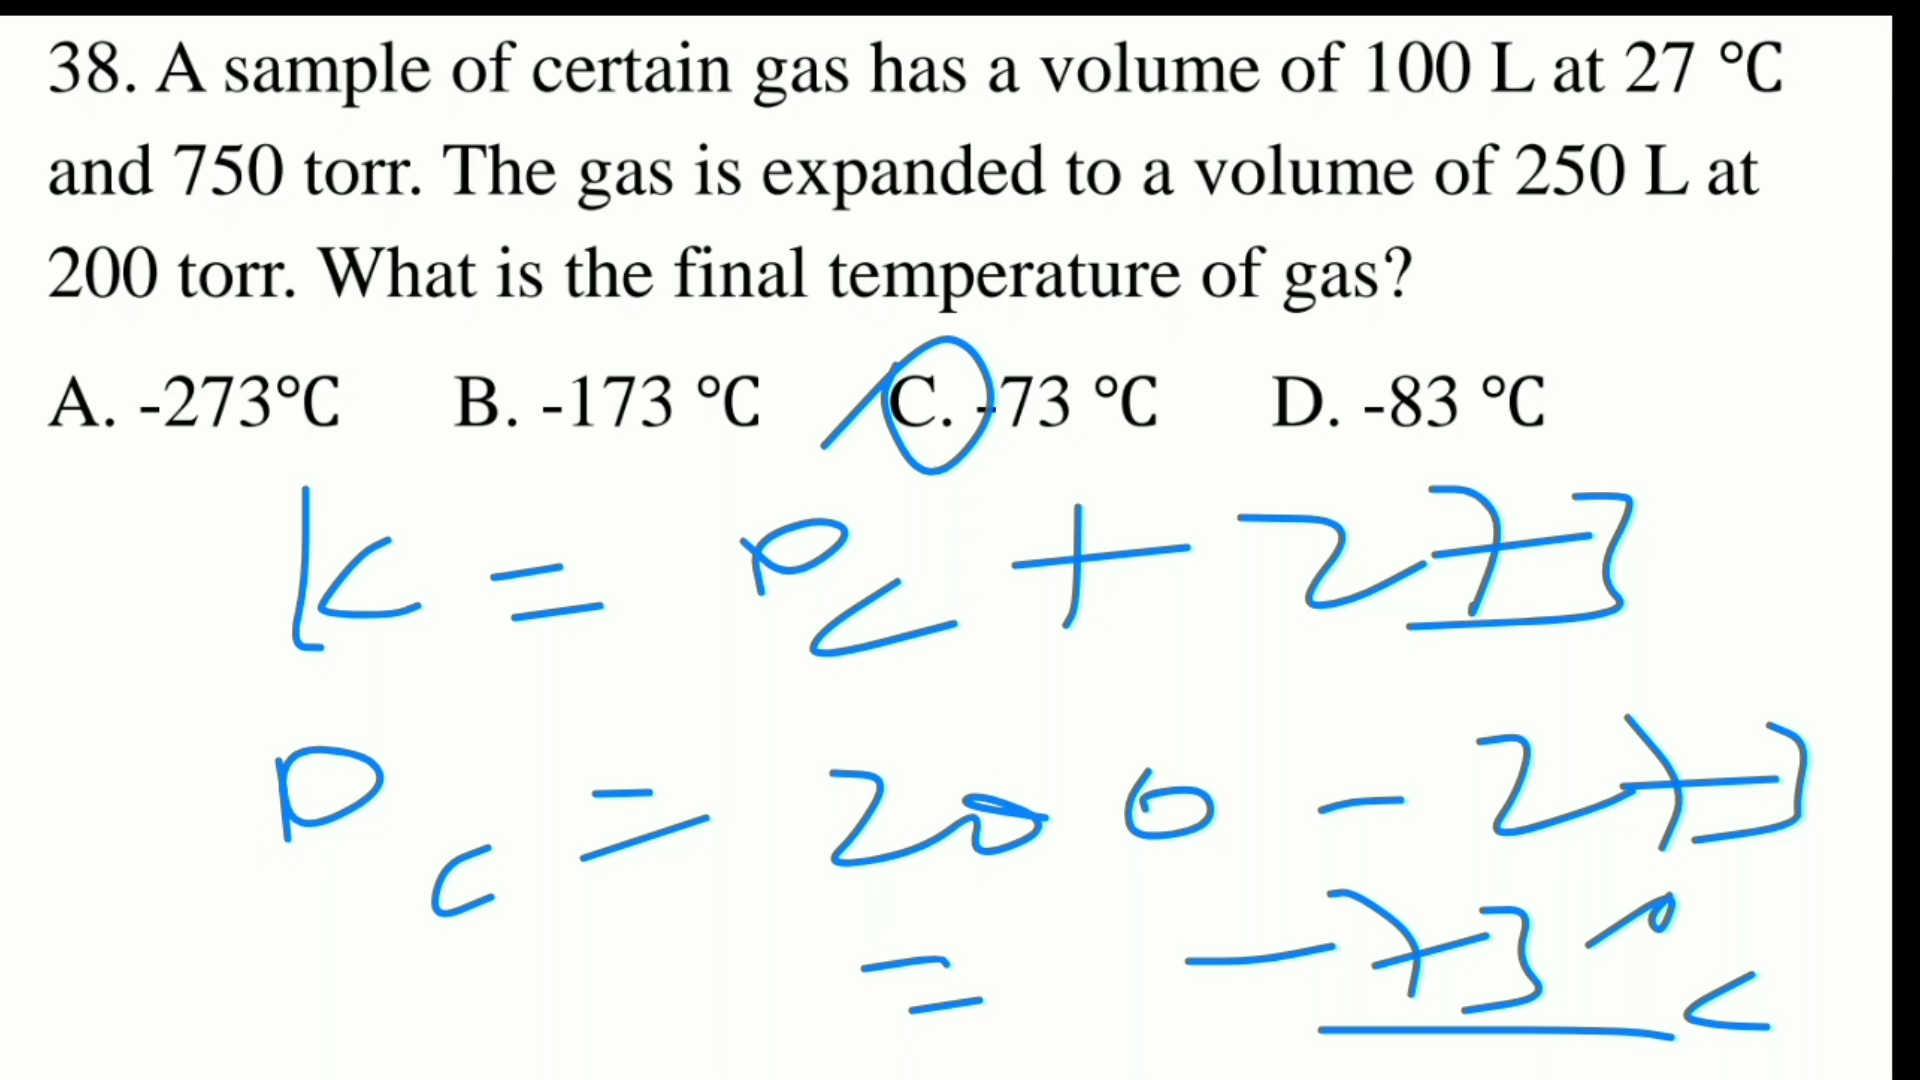 38. A sample of certain gas has a volume of 100 L at 27 °C
and 750 torr. The gas is expanded to a volume of 250 L at
200 torr. What is the final temperature of gas?
A. -273°C B. -173 °C C. -73 °C D. -83 °C
K = °C + 273
°C = 200 - 273
= -73 °C